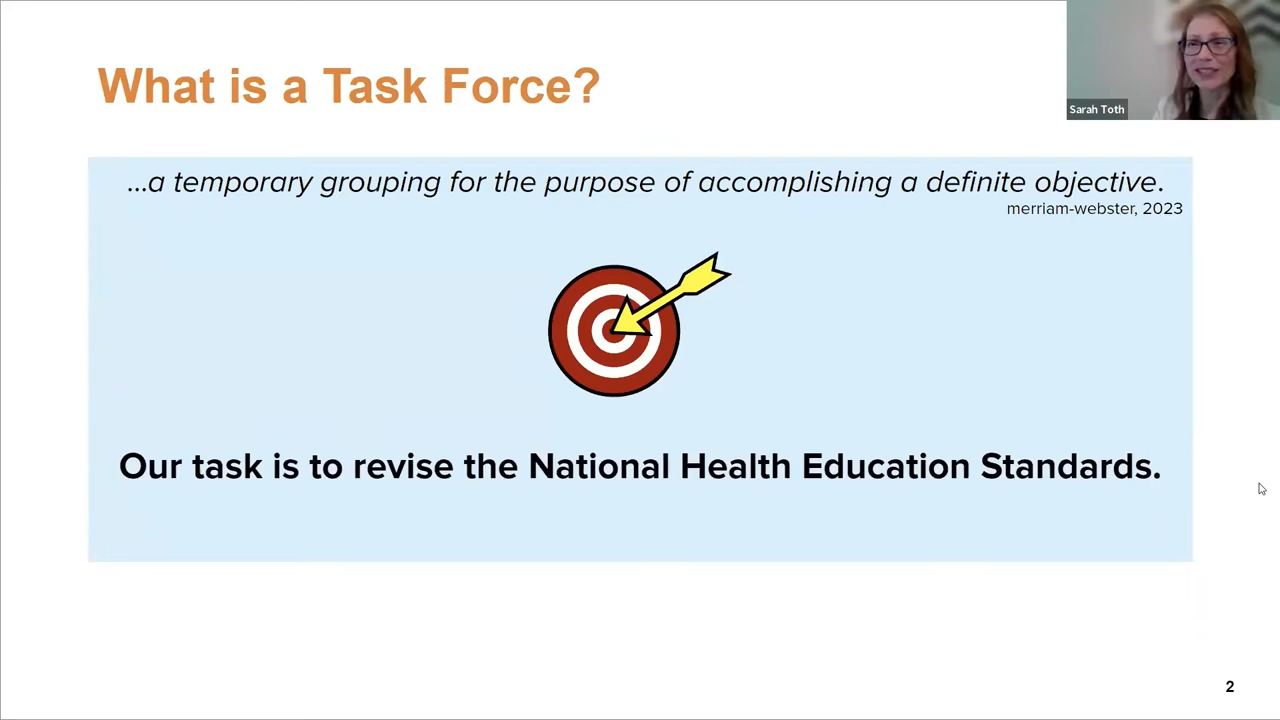 What is a Task Force?
Sarah Toth
...a temporary grouping for the purpose of accomplishing a definite objective.
merriam-webster, 2023
Our task is to revise the National Health Education Standards.
2